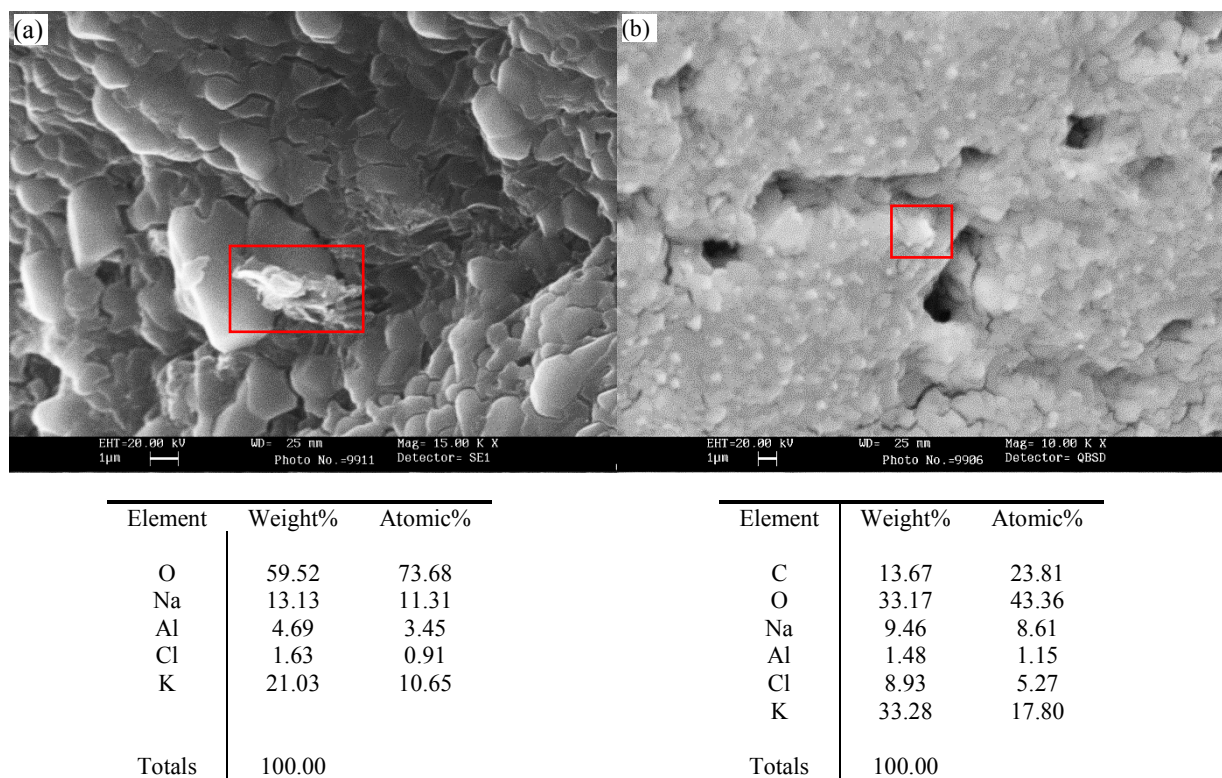 (a)
(b)
EHT=20.00 kV WD= 25 mm Mag= 15.00 K X
1µm Photo No.=9911 Detector= SE1
EHT=20.00 kV WD= 25 mm Mag= 10.00 K X
1µm Photo No.=9906 Detector= QBSD
Element Weight% Atomic%
O 59.52 73.68
Na 13.13 11.31
Al 4.69 3.45
Cl 1.63 0.91
K 21.03 10.65
Totals 100.00
Element Weight% Atomic%
C 13.67 23.81
O 33.17 43.36
Na 9.46 8.61
Al 1.48 1.15
Cl 8.93 5.27
K 33.28 17.80
Totals 100.00